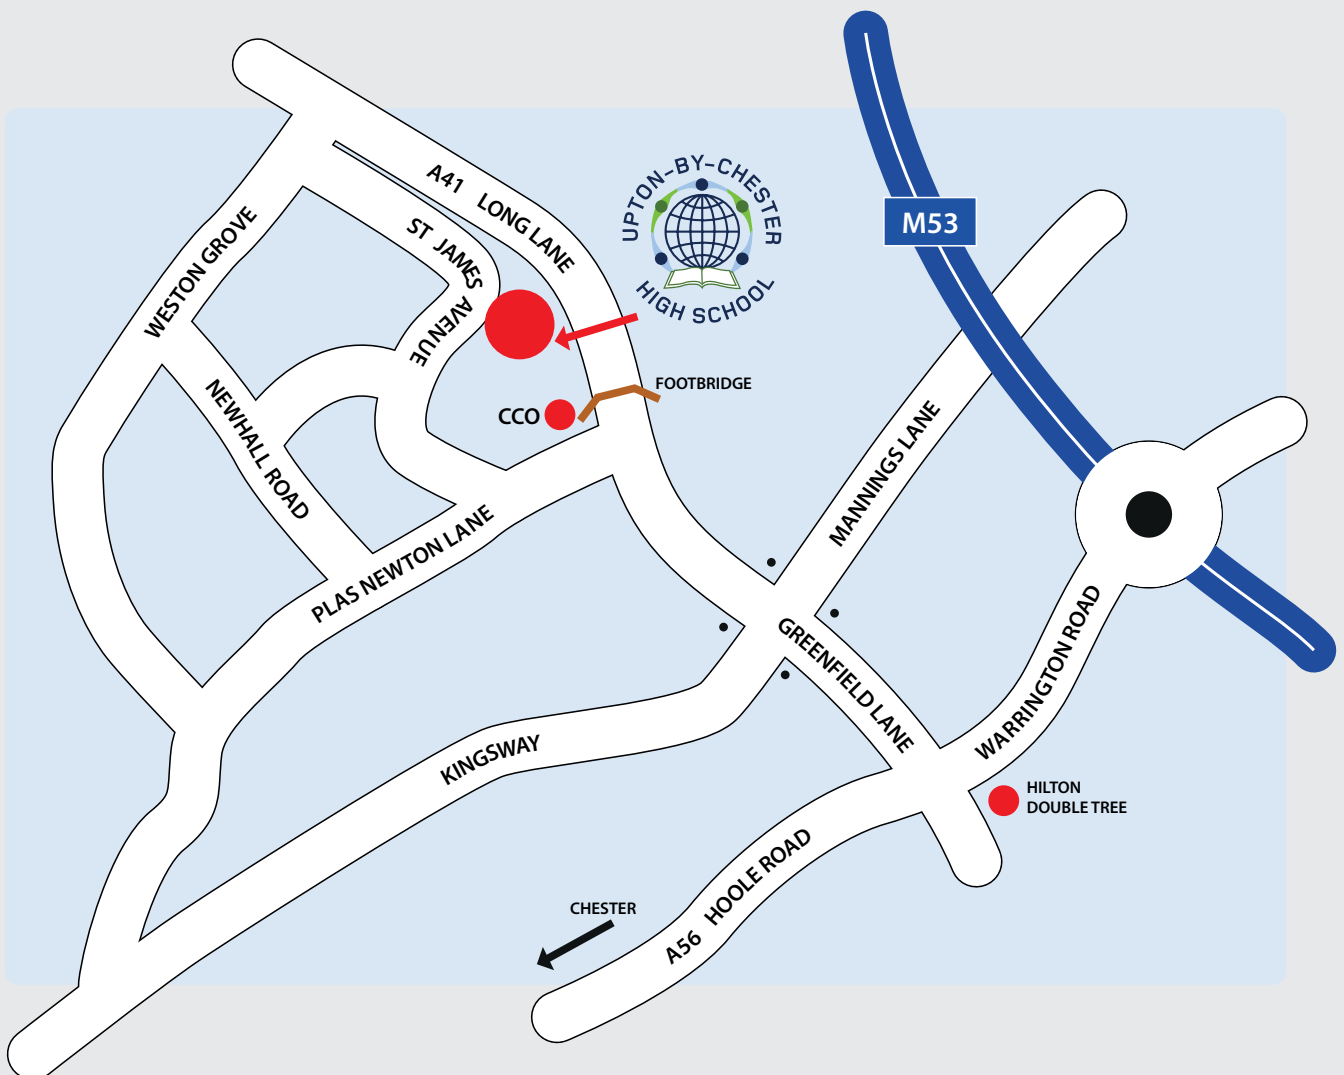 UPTON-BY-CHESTER
HIGH SCHOOL
A41 LONG LANE
M53
ST JAMES AVENUE
WESTON GROVE
FOOTBRIDGE
CCO
NEWHALL ROAD
MANNINGS LANE
PLAS NEWTON LANE
GREENFIELD LANE
WARRINGTON ROAD
KINGSWAY
HILTON
DOUBLE TREE
A56 HOOLE ROAD
CHESTER